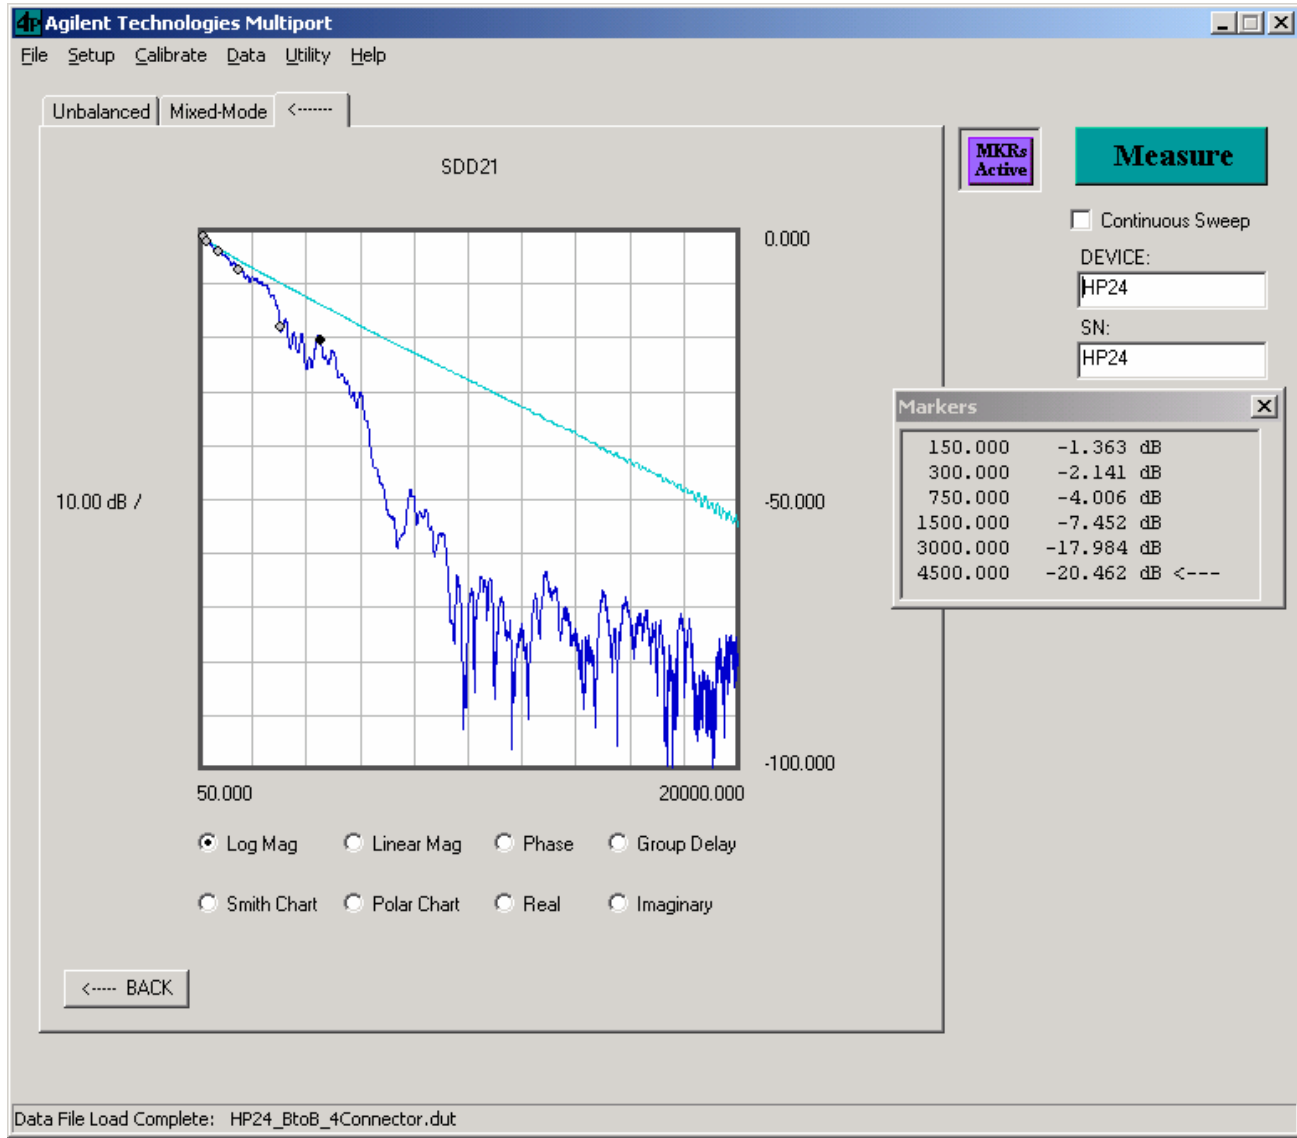 4P Agilent Technologies Multiport
File Setup Calibrate Data Utility Help
Unbalanced Mixed-Mode <-------
SDD21
MKRs Active
Measure
Continuous Sweep
DEVICE:
HP24
SN:
HP24
0.000
10.00 dB /
-50.000
-100.000
50.000 20000.000
Markers
150.000 -1.363 dB
300.000 -2.141 dB
750.000 -4.006 dB
1500.000 -7.452 dB
3000.000 -17.984 dB
4500.000 -20.462 dB <---
Log Mag Linear Mag Phase Group Delay
Smith Chart Polar Chart Real Imaginary
<----- BACK
Data File Load Complete: HP24_BtoB_4Connector.dut